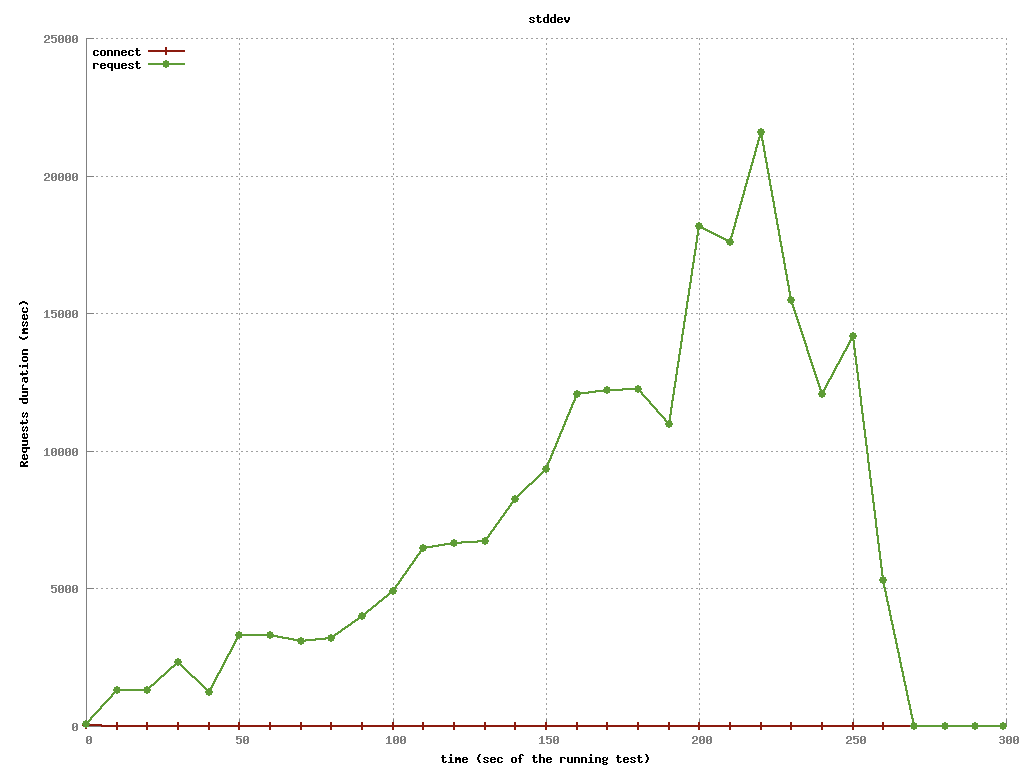 stddev
25000
connect
request
20000
15000
Requests duration (msec)
10000
5000
0
0 50 100 150 200 250 300
time (sec of the running test)